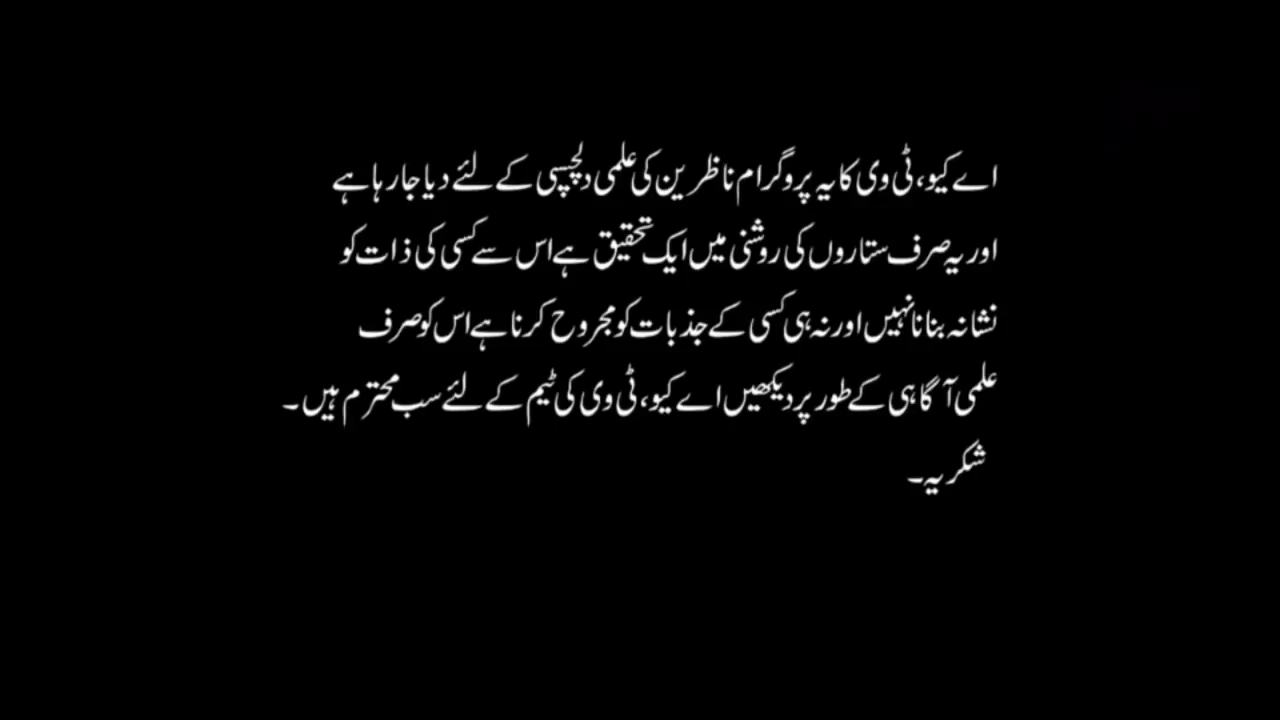 اے کیو، ٹی وی کا یہ پروگرام ناظرین کی علمی دلچسپی کے لئے دیا جا رہا ہے
اور یہ صرف ستاروں کی روشنی میں ایک تحقیق ہے اس سے کسی کی ذات کو
نشانہ بنانا نہیں اور نہ ہی کسی کے جذبات کو مجروح کرنا ہے اس کو صرف
علمی آگاہی کے طور پر دیکھیں اے کیو، ٹی وی کی ٹیم کے لئے سب محترم ہیں ۔
شکریہ ۔